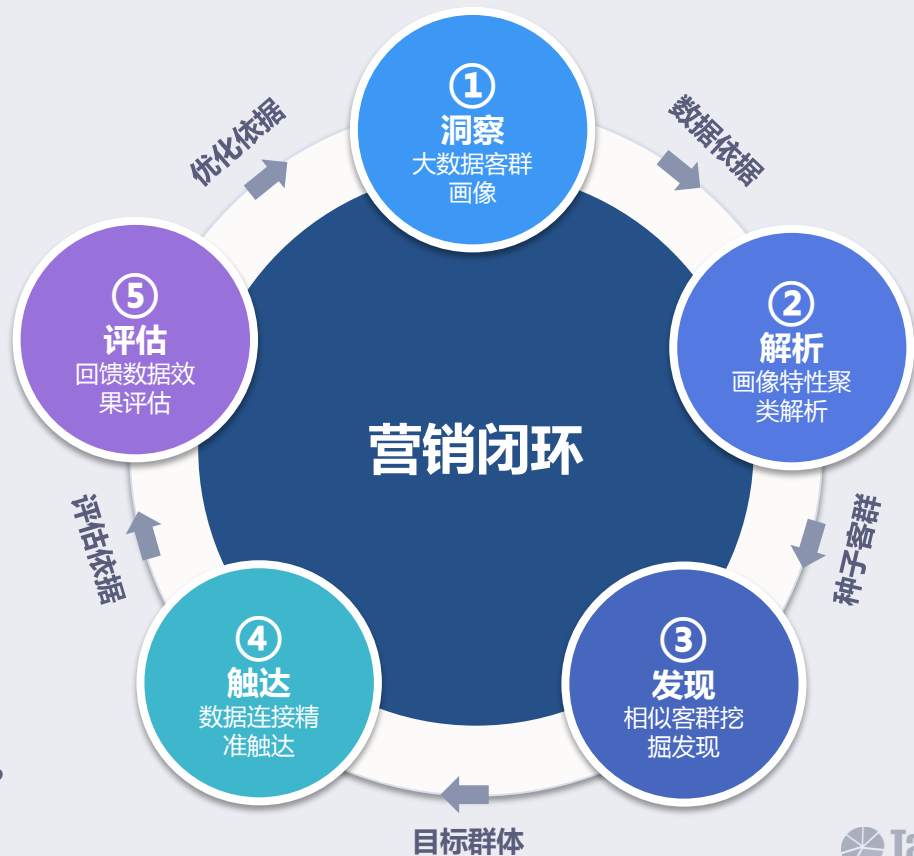 ①
洞察
大数据客群
画像
数据依据
②
解析
画像特性聚
类解析
种子客群
③
发现
相似客群挖
掘发现
目标群体
④
触达
数据连接精
准触达
评估依据
⑤
评估
回馈数据效
果评估
优化依据
营销闭环